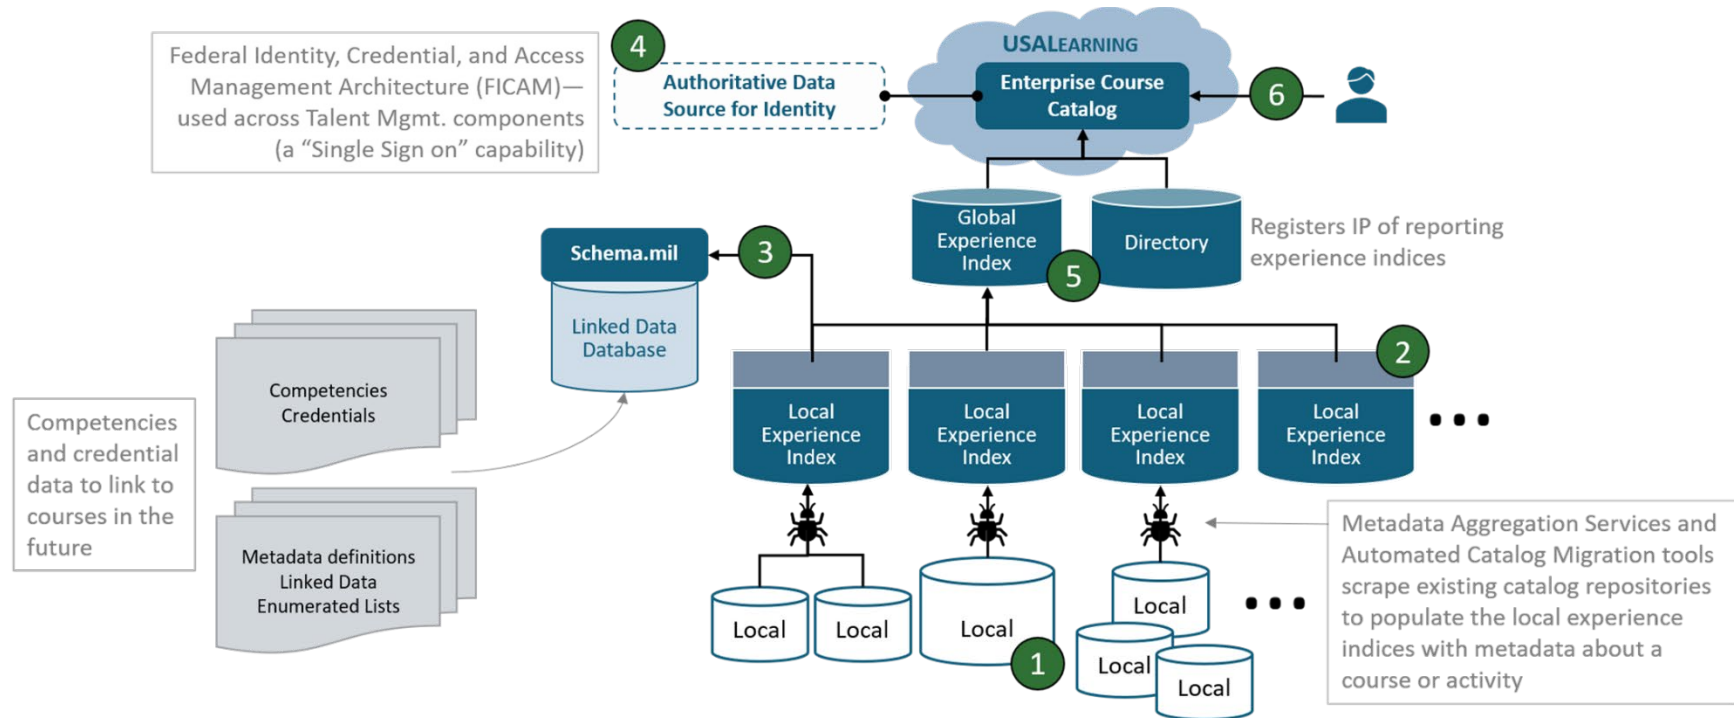 Federal Identity, Credential, and Access
Management Architecture (FICAM)—
used across Talent Mgmt. components
(a “Single Sign on” capability)
4
Authoritative Data
Source for Identity
USALEARNING
Enterprise Course
Catalog
6
Global
Experience
Index
5
Directory
Registers IP of reporting
experience indices
Schema.mil
3
Linked Data
Database
2
Competencies
Credentials
Competencies
and credential
data to link to
courses in the
future
Metadada definitions
Linked Data
Enumerated Lists
Local
Experience
Index
Local
Experience
Index
Local
Experience
Index
Local
Experience
Index
Local
Local
Local
1
Local
Local
Local
Metadata Aggregation Services and
Automated Catalog Migration tools
scrape existing catalog repositories
to populate the local experience
indices with metadata about a
course or activity